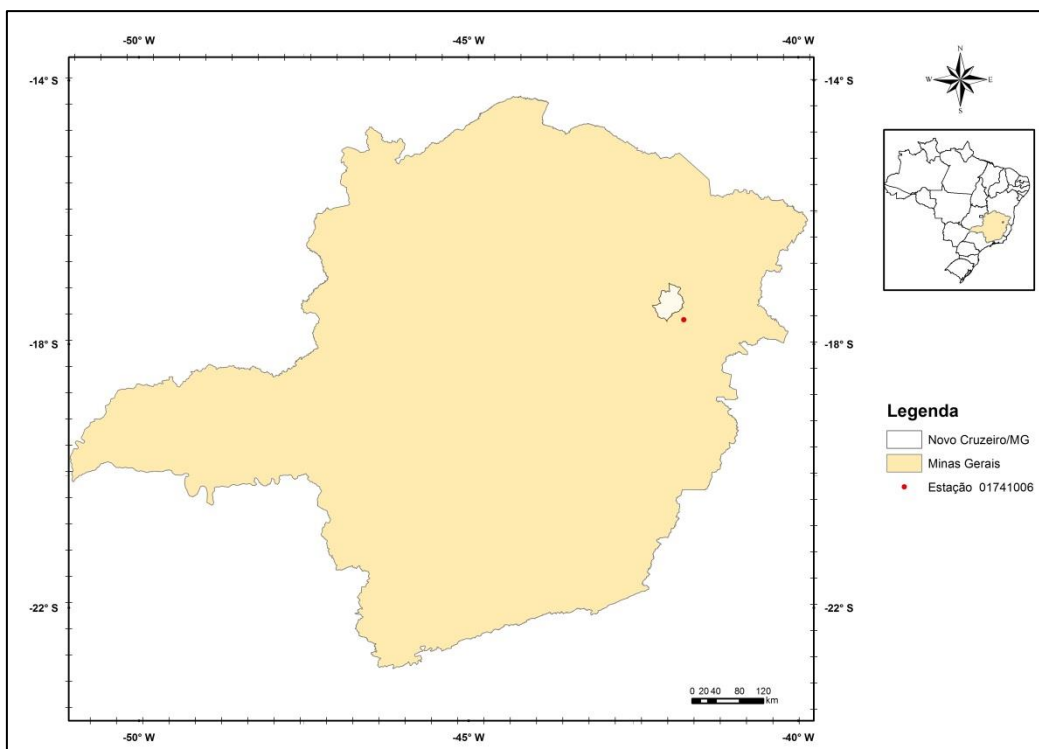 -50° W -45° W -40° W
-14° S -14° S
N
W E
S
-18° S -18° S
Legenda
Novo Cruzeiro/MG
Minas Gerais
Estação 01741006
-22° S -22° S
0 20 40 80 120
km
-50° W -45° W -40° W